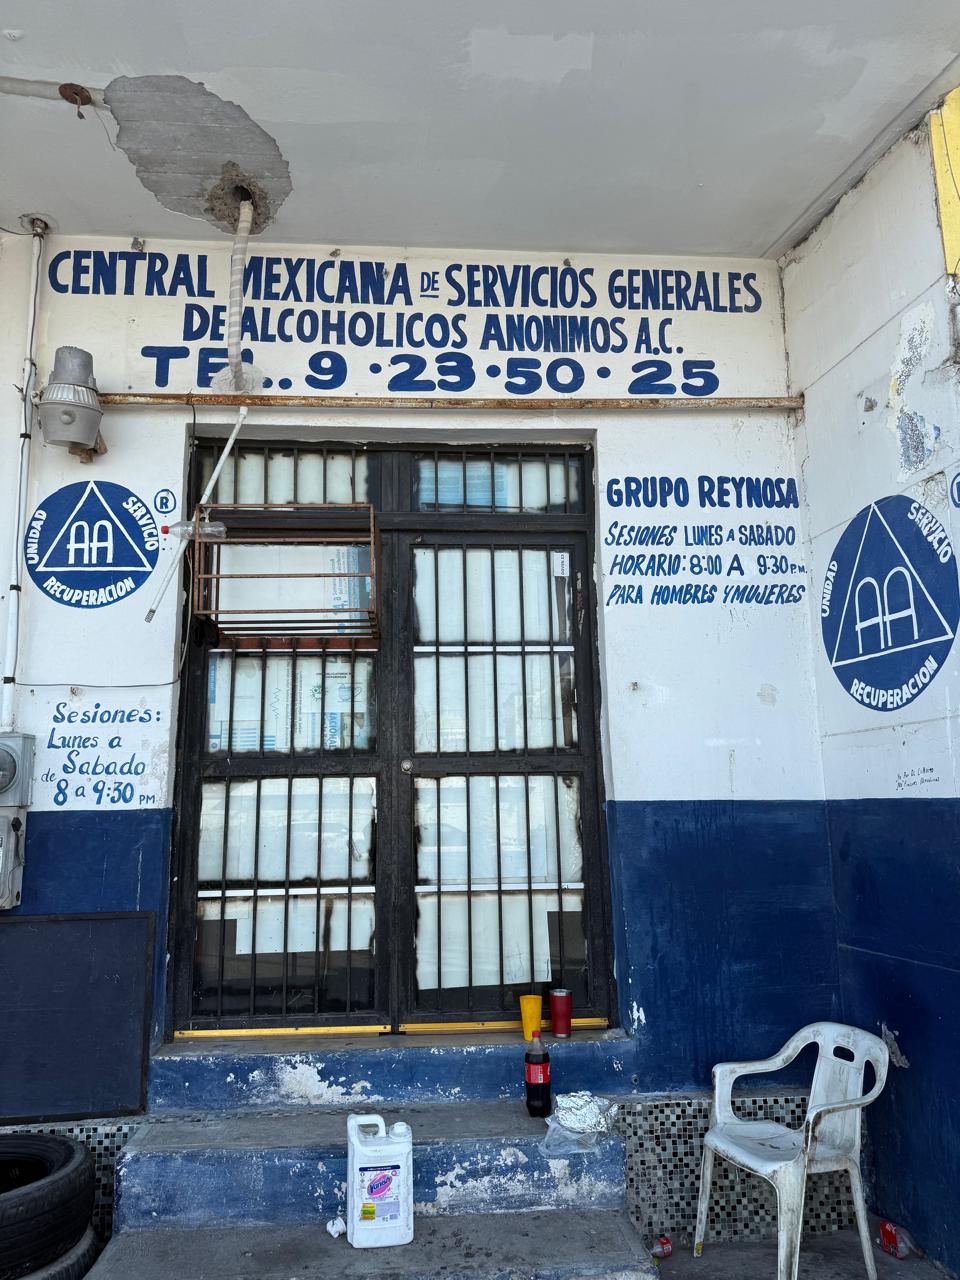 CENTRAL MEXICANA DE SERVICIOS GENERALES
DE ALCOHOLICOS ANONIMOS A.C.
TEL. 9·23·50·25
UNIDAD
SERVICIO
AA
RECUPERACION
®
GRUPO REYNOSA
SESIONES LUNES A SABADO
HORARIO: 8:00 A 9:30 P.M.
PARA HOMBRES Y MUJERES
UNIDAD
SERVICIO
AA
RECUPERACION
Sesiones:
Lunes a
de Sabado
8 a 9:30 PM
Vanish